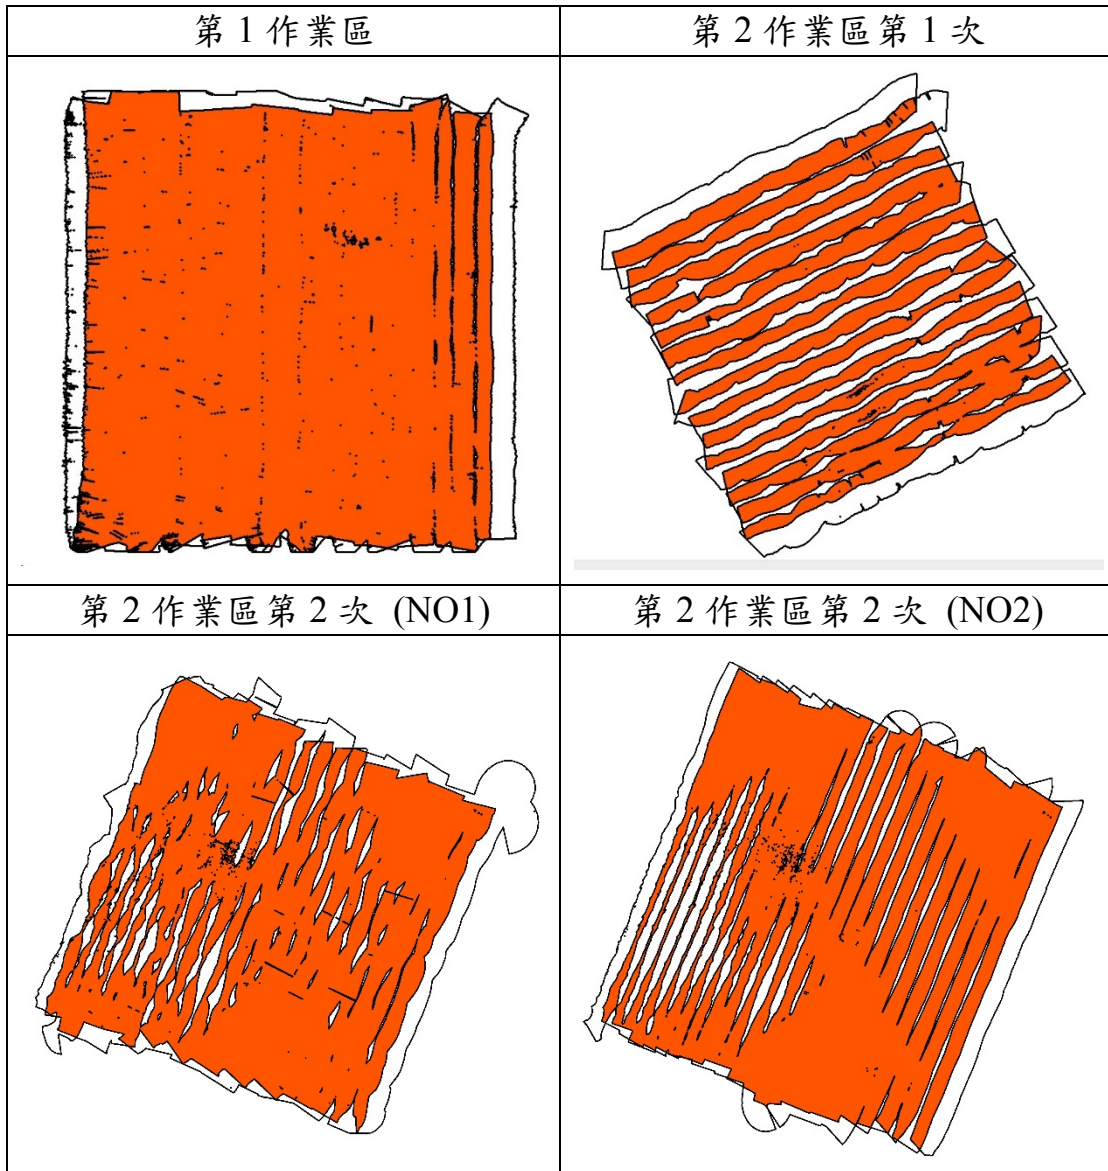 第 1 作業區
第 2 作業區第 1 次
第 2 作業區第 2 次 (NO1)
第 2 作業區第 2 次 (NO2)